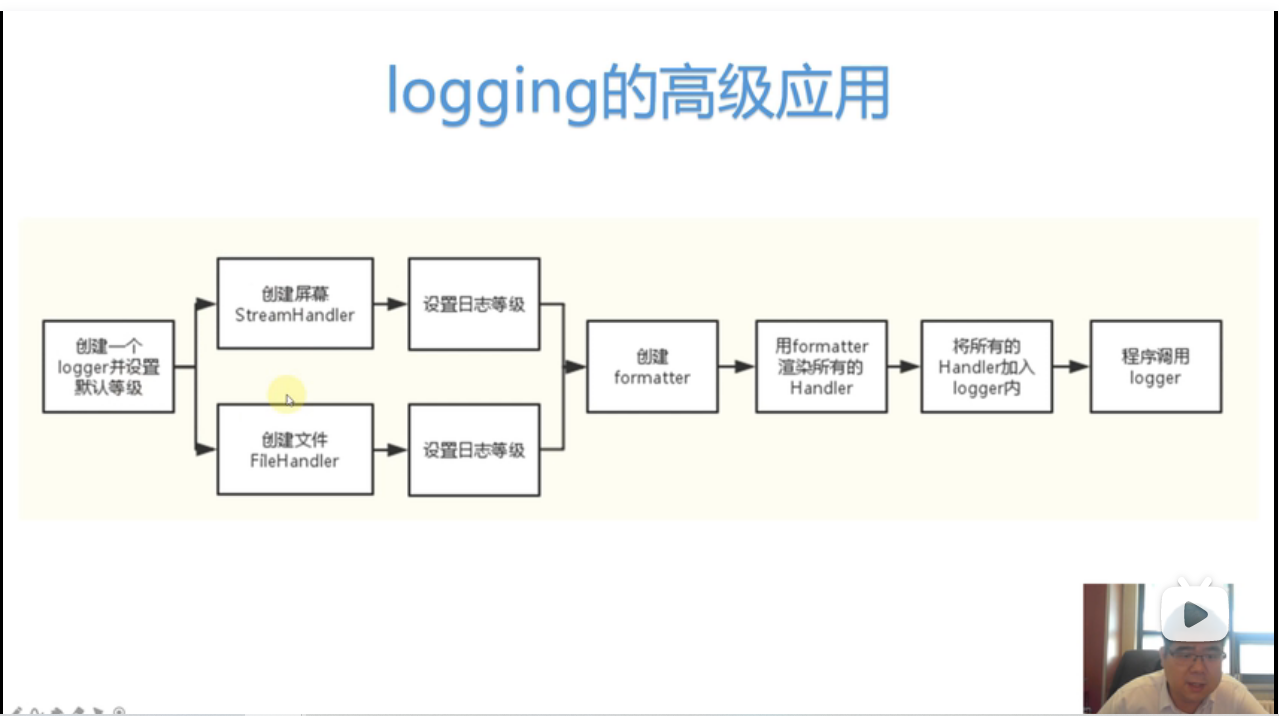 logging的高级应用
创建一个
logger并设置
默认等级
创建屏幕
StreamHandler
设置日志等级
创建文件
FileHandler
设置日志等级
创建
formatter
用formatter
渲染所有的
Handler
将所有的
Handler加入
logger内
程序调用
logger